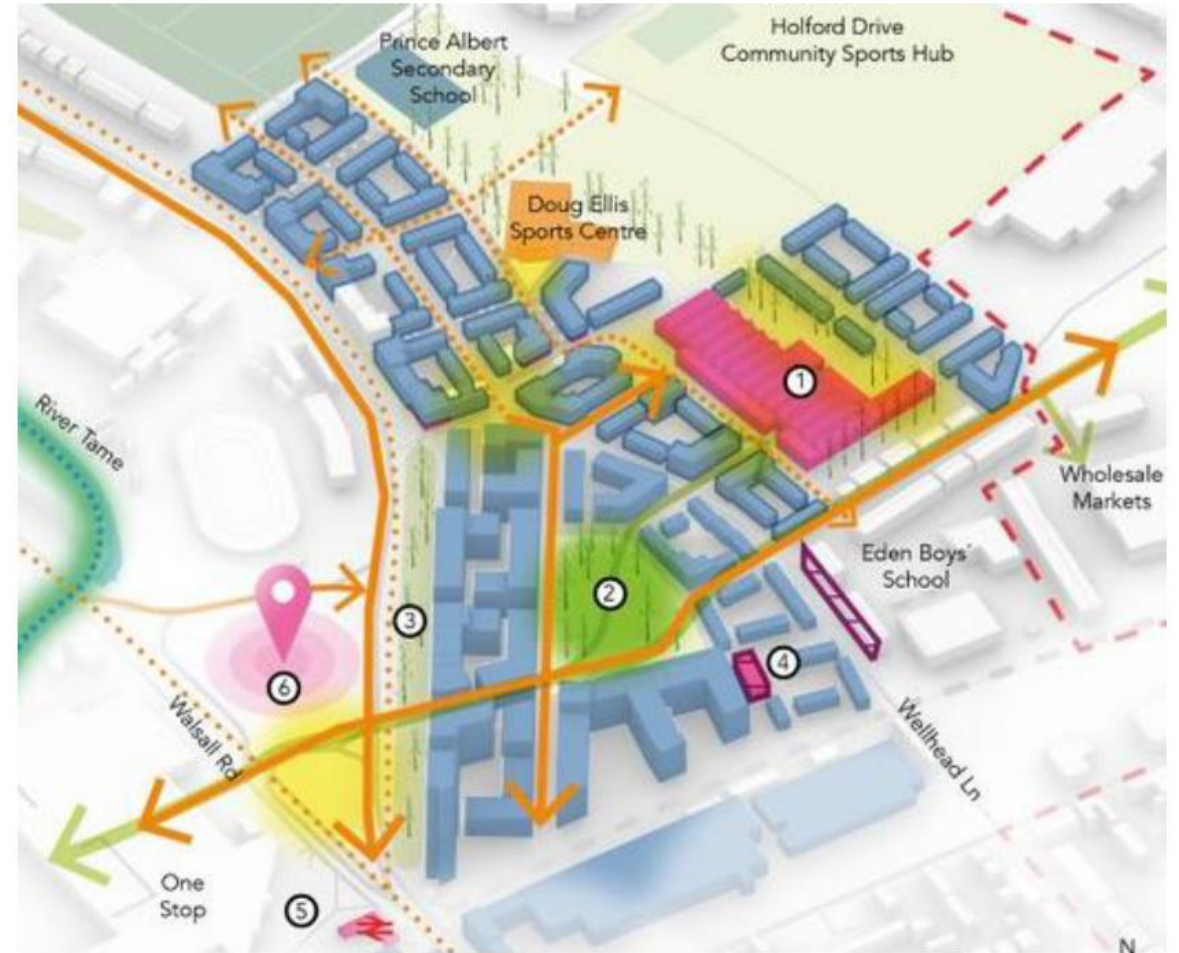 Holford Drive
Community Sports Hub
Prince Albert
Secondary
School
Doug Ellis
Sports Centre
1
River Tame
Wholesale
Markets
Eden Boys'
School
2
3
4
6
Walsall Rd
Wellhead Ln
One
Stop
5
N